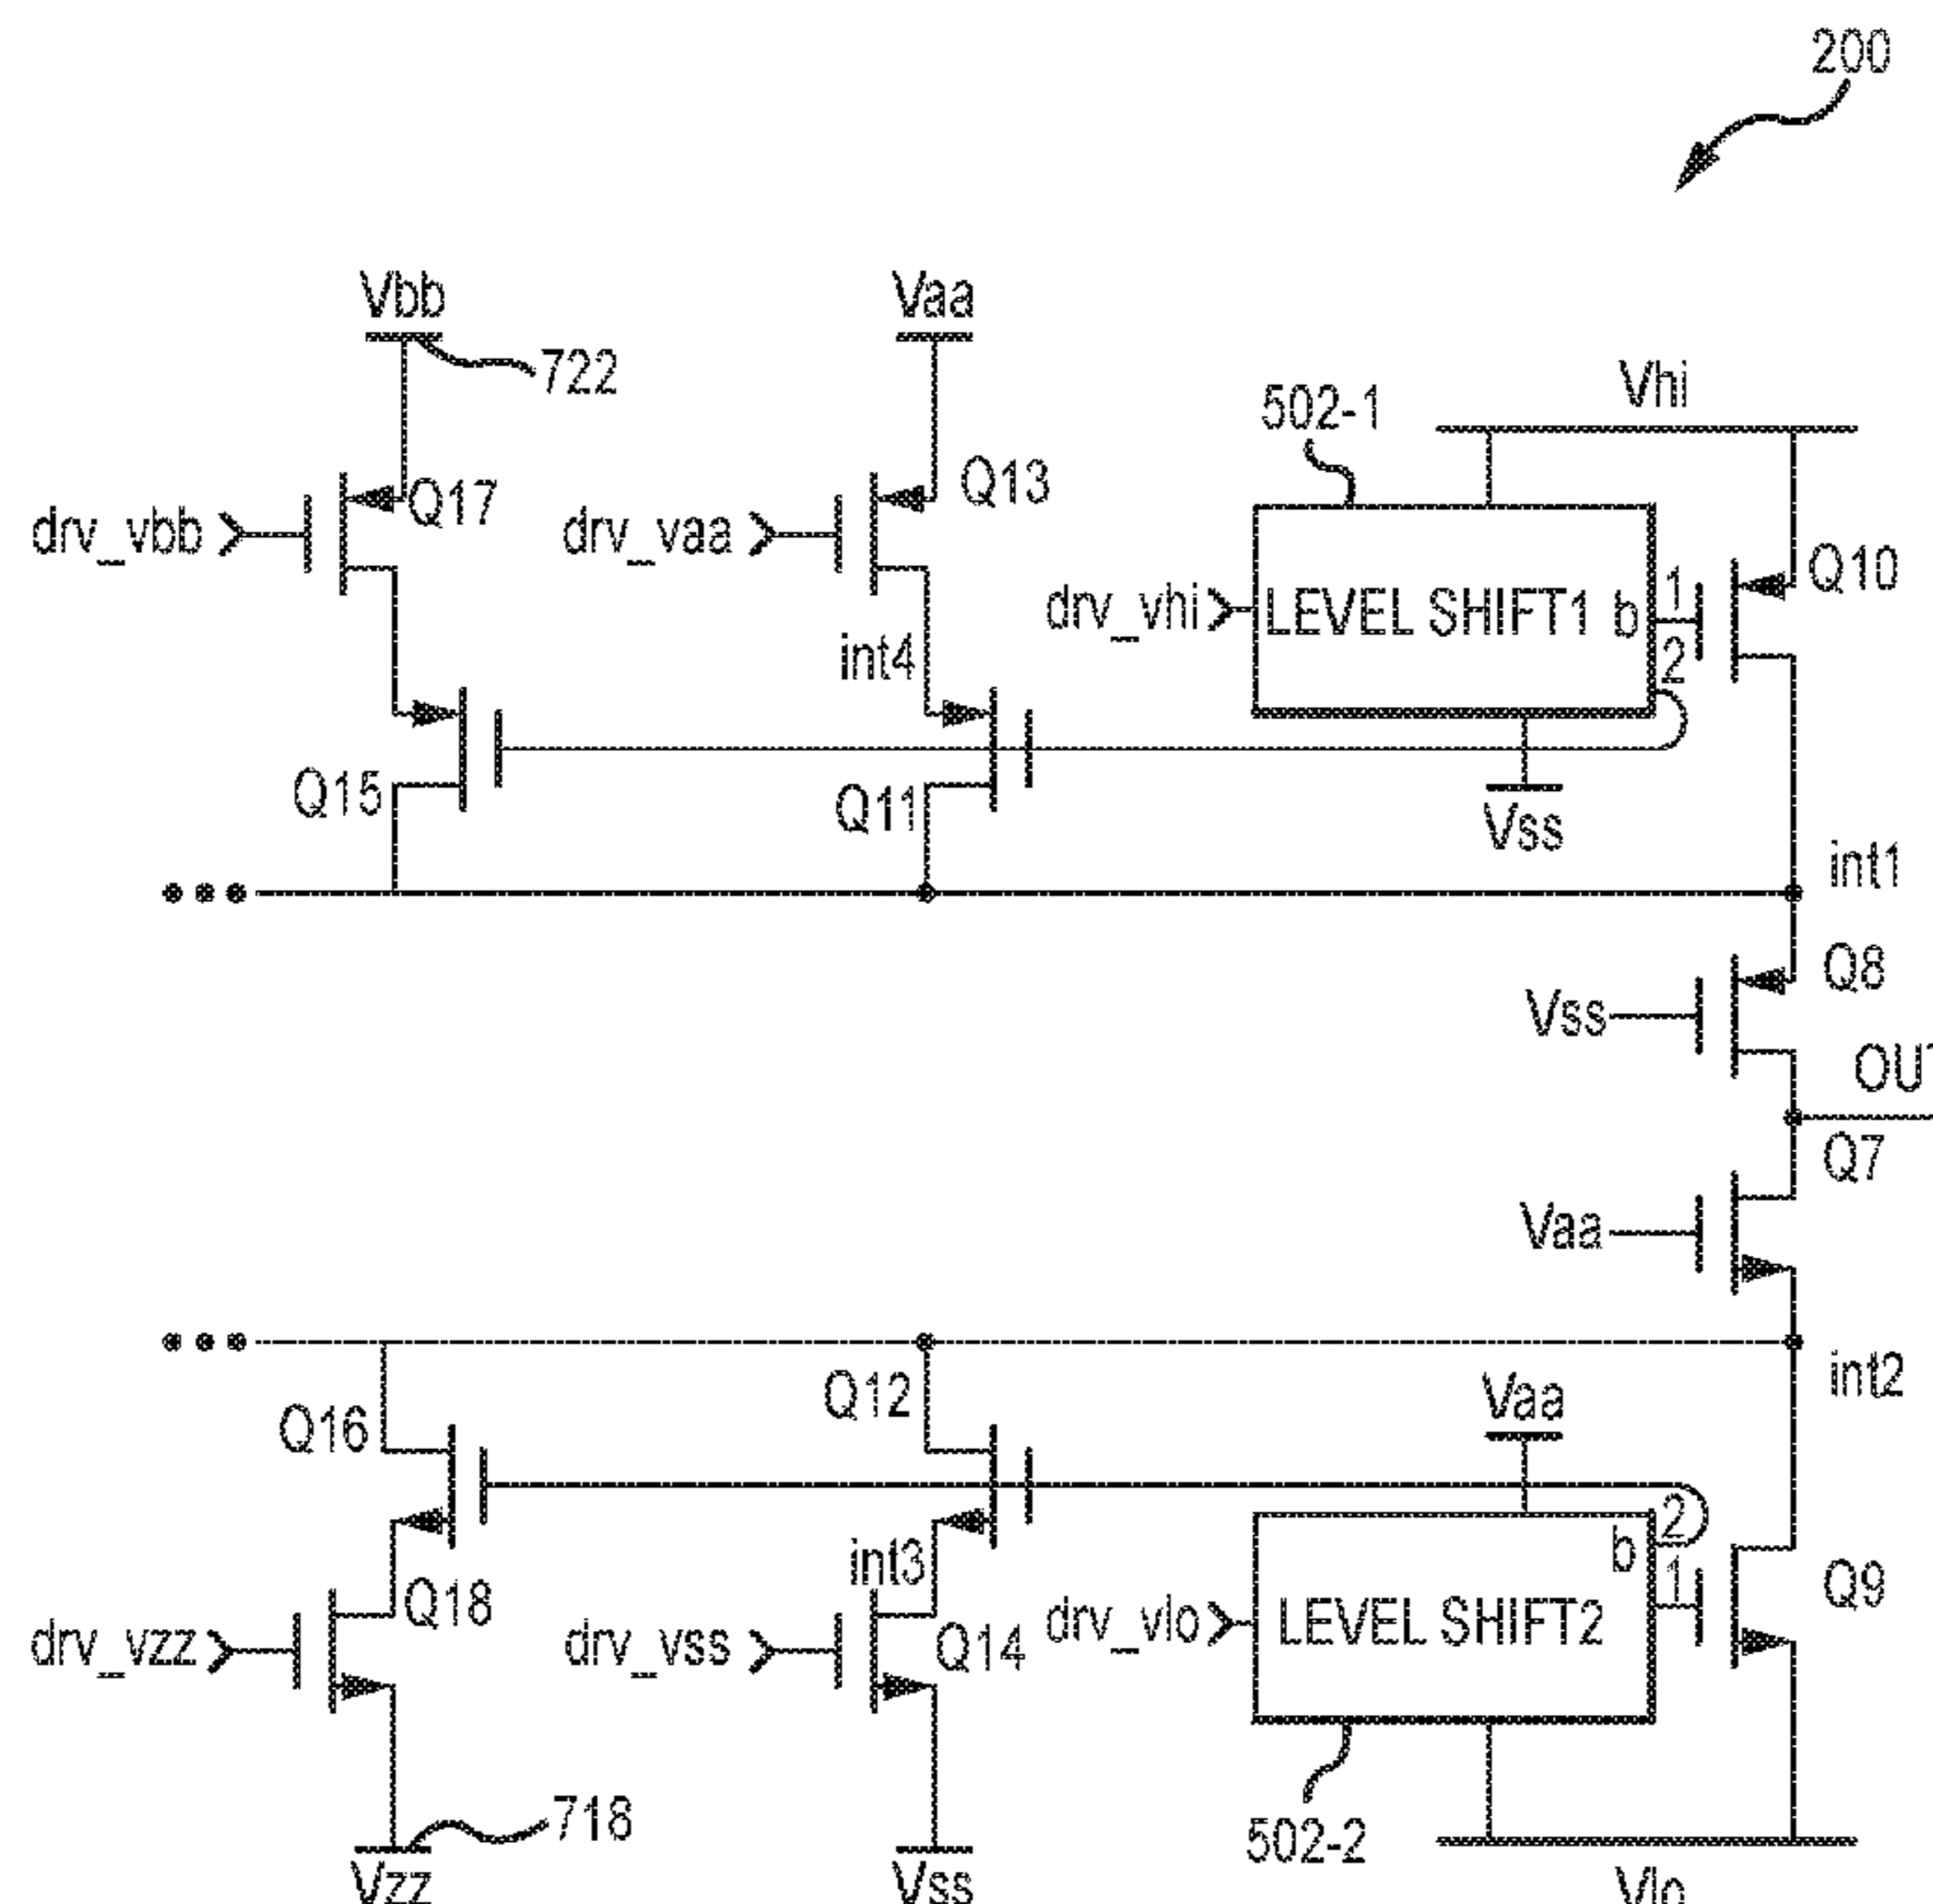 200
Vbb
Vaa
722
Vhi
502-1
Q17
Q13
drv_vbb
drv_vaa
Q10
drv_vhi
LEVEL SHIFT1
b
1
2
int4
Q15
Q11
Vss
int1
Q8
Vss
OUT
Q7
Vaa
int2
Q16
Q12
Vaa
b
2
1
int3
Q18
Q9
drv_vzz
drv_vss
Q14
drv_vlo
LEVEL SHIFT2
718
502-2
Vzz
Vss
Vlo